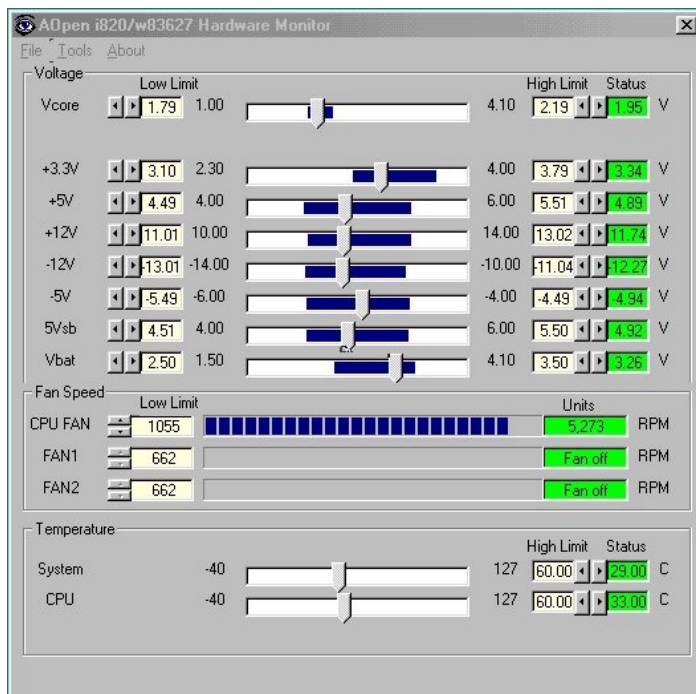 AOpen i820/w83627 Hardware Monitor
File Tools About
Voltage
Low Limit High Limit Status
Vcore 1.79 1.00 4.10 2.19 1.95 V
+3.3V 3.10 2.30 4.00 3.79 3.34 V
+5V 4.49 4.00 6.00 5.51 4.89 V
+12V 11.01 10.00 14.00 13.02 11.74 V
-12V -13.01 -14.00 -10.00 -11.04 -12.27 V
-5V -5.49 -6.00 -4.00 -4.49 -4.94 V
5Vsb 4.51 4.00 6.00 5.50 4.92 V
Vbat 2.50 1.50 4.10 3.50 3.26 V
Fan Speed
Low Limit Units
CPU FAN 1055 5,273 RPM
FAN1 662 Fan off RPM
FAN2 662 Fan off RPM
Temperature
High Limit Status
System -40 127 60.00 29.00 C
CPU -40 127 60.00 33.00 C